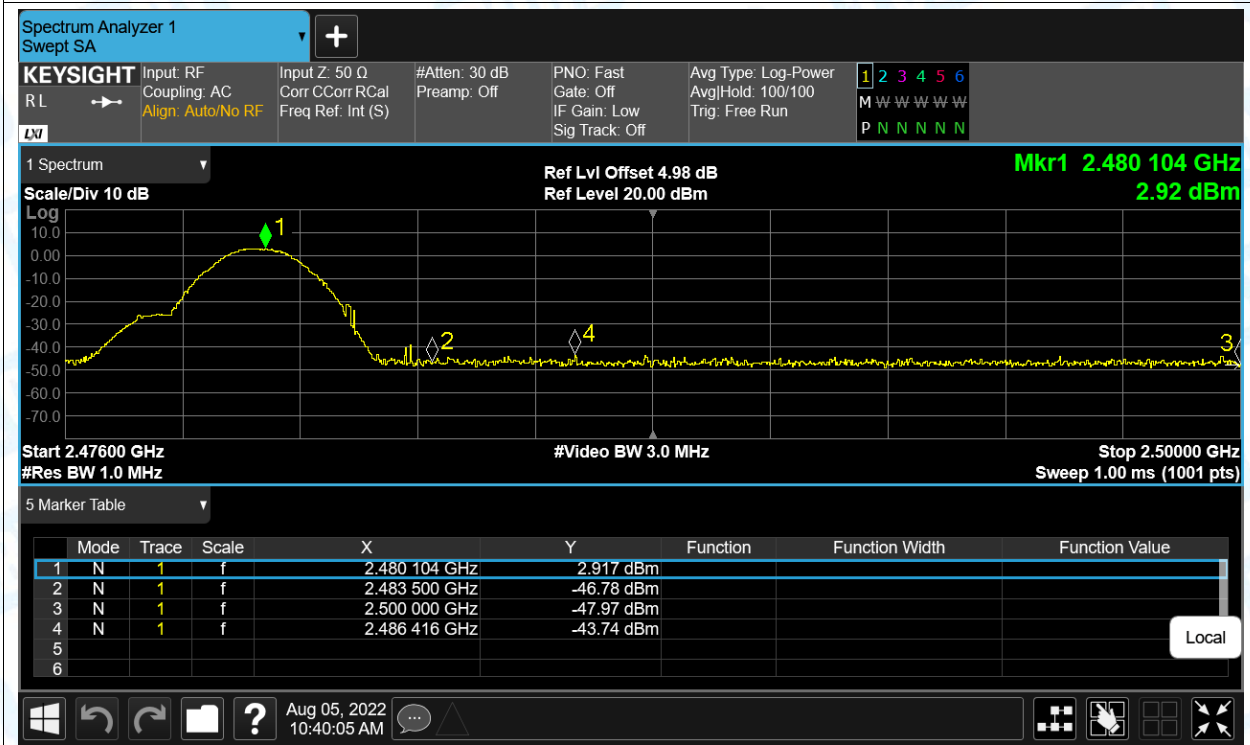 Spectrum Analyzer 1
Swept SA
KEYSIGHT
RL
LXI
Input: RF
Coupling: AC
Align: Auto/No RF
Input Z: 50 Ω
Corr CCorr RCal
Freq Ref: Int (S)
#Atten: 30 dB
Preamp: Off
PNO: Fast
Gate: Off
IF Gain: Low
Sig Track: Off
Avg Type: Log-Power
Avg|Hold: 100/100
Trig: Free Run
1 2 3 4 5 6
M W W W W W
P N N N N N
1 Spectrum
Scale/Div 10 dB
Ref Lvl Offset 4.98 dB
Ref Level 20.00 dBm
Mkr1 2.480 104 GHz
2.92 dBm
Log
10.0
0.00
-10.0
-20.0
-30.0
-40.0
-50.0
-60.0
-70.0
1
2
4
3
Start 2.47600 GHz
#Video BW 3.0 MHz
Stop 2.50000 GHz
#Res BW 1.0 MHz
Sweep 1.00 ms (1001 pts)
5 Marker Table
Mode Trace Scale X Y Function Function Width Function Value
1 N 1 f 2.480 104 GHz 2.917 dBm
2 N 1 f 2.483 500 GHz -46.78 dBm
3 N 1 f 2.500 000 GHz -47.97 dBm
4 N 1 f 2.486 416 GHz -43.74 dBm
5
6
Local
?
Aug 05, 2022
10:40:05 AM